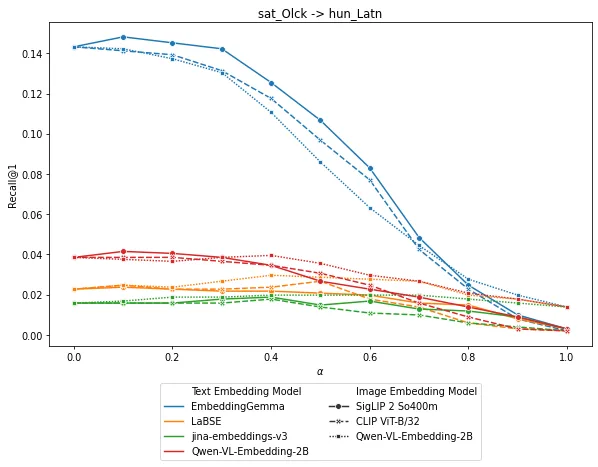 sat_Olck -> hun_Latn
Recall@1
0.14
0.12
0.10
0.08
0.06
0.04
0.02
0.00
0.0 0.2 0.4 0.6 0.8 1.0
α
Text Embedding Model Image Embedding Model
EmbeddingGemma SigLIP 2 So400m
LaBSE CLIP ViT-B/32
jina-embeddings-v3 Qwen-VL-Embedding-2B
Qwen-VL-Embedding-2B